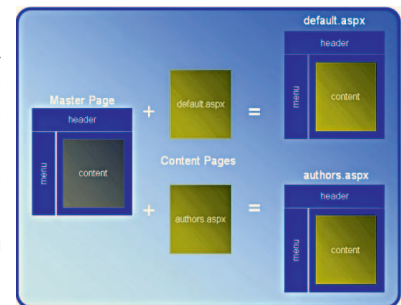 default.aspx
header
menu
content
Master Page
header
menu
content
+
default.aspx
=
Content Pages
+
authors.aspx
=
authors.aspx
header
menu
content